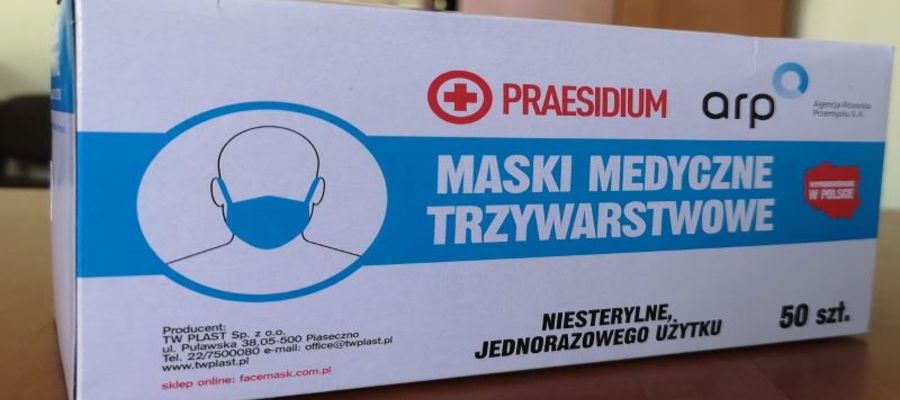 PRAESIDIUM
arp
Agencja Rozwoju
Przemysłu S.A.
MASKI MEDYCZNE
TRZYWARSTWOWE
WYPRODUKOWANO
W POLSCE
NIESTERYLNE,
JEDNORAZOWEGO UŻYTKU
50 szt.
Producent:
TW PLAST Sp. z o.o.
ul. Puławska 38,05-500 Piaseczno
Tel. 22/7500080 e-mail: office@twplast.pl
www.twplast.pl
sklep online: facemask.com.pl